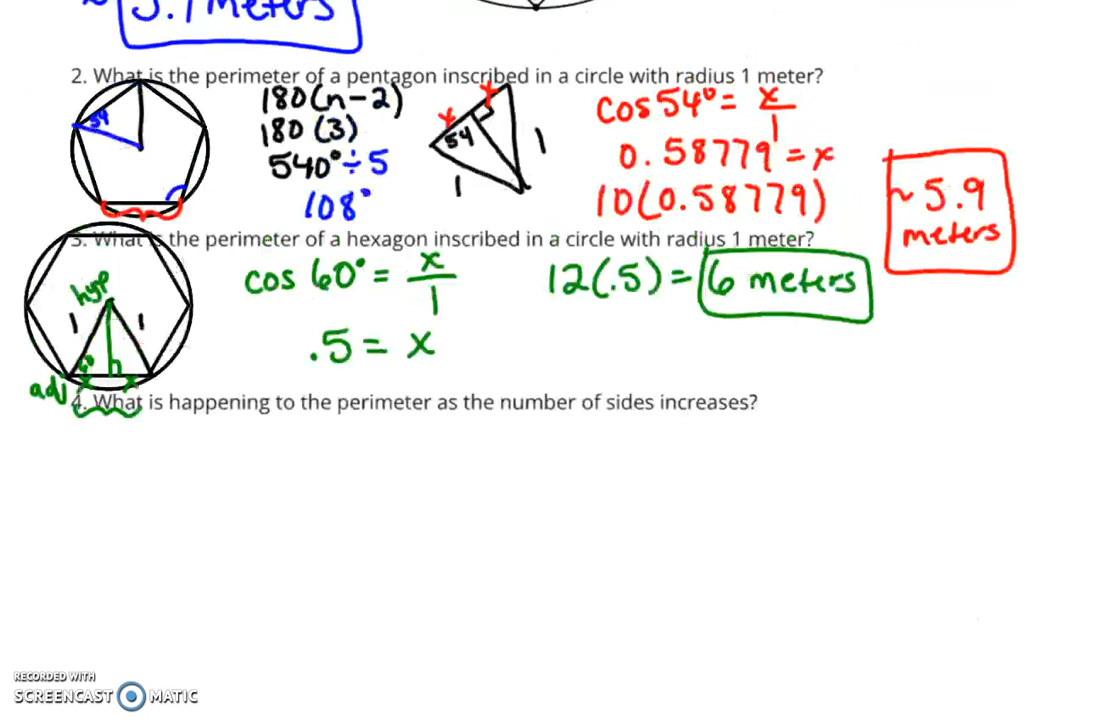 ~ 5.7 meters
2. What is the perimeter of a pentagon inscribed in a circle with radius 1 meter?
54
180(n-2)
180 (3)
540° ÷ 5
108°
x x
54
1
1
cos 54° = x/1
0.58779 = x
10(0.58779)
~ 5.9
meters
3. What is the perimeter of a hexagon inscribed in a circle with radius 1 meter?
hyp
1 1
60
x x
adj
cos 60° = x/1
.5 = x
12(.5) = 6 meters
4. What is happening to the perimeter as the number of sides increases?
RECORDED WITH
SCREENCAST MATIC